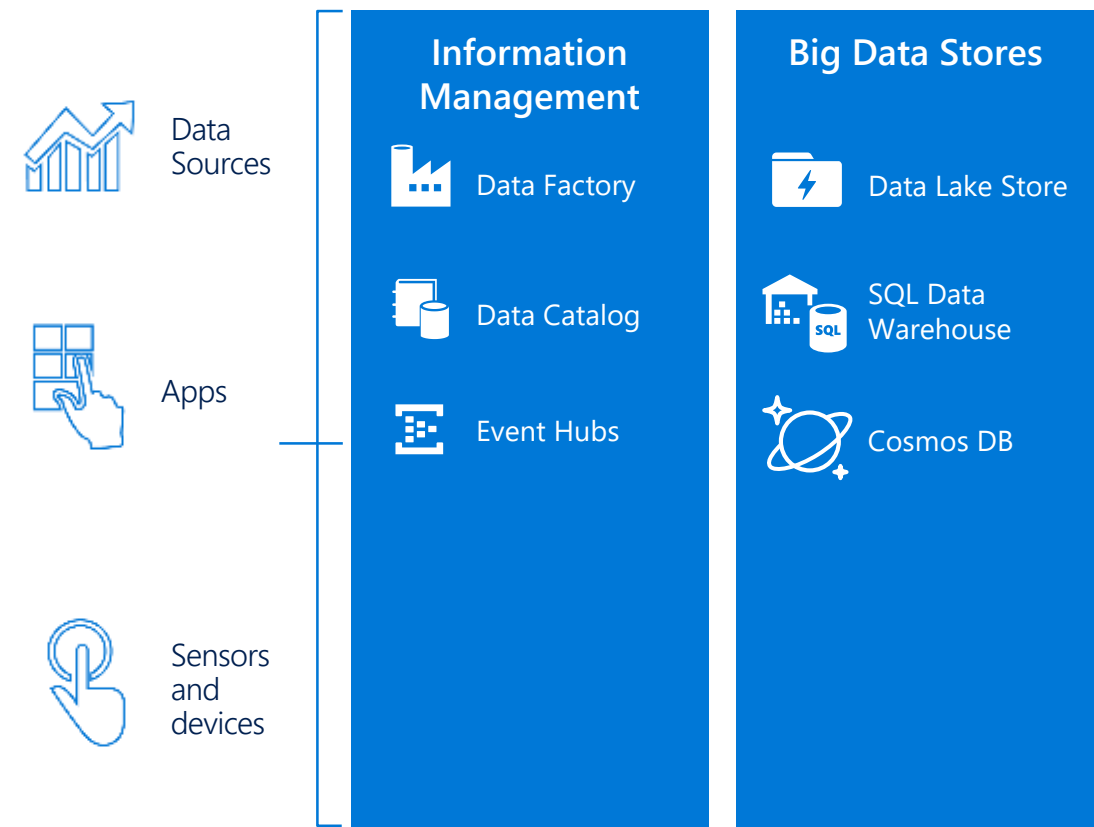 Data
Sources
Apps
Sensors
and
devices
Information
Management
Data Factory
Data Catalog
Event Hubs
Big Data Stores
Data Lake Store
SQL Data
Warehouse
SQL
Cosmos DB